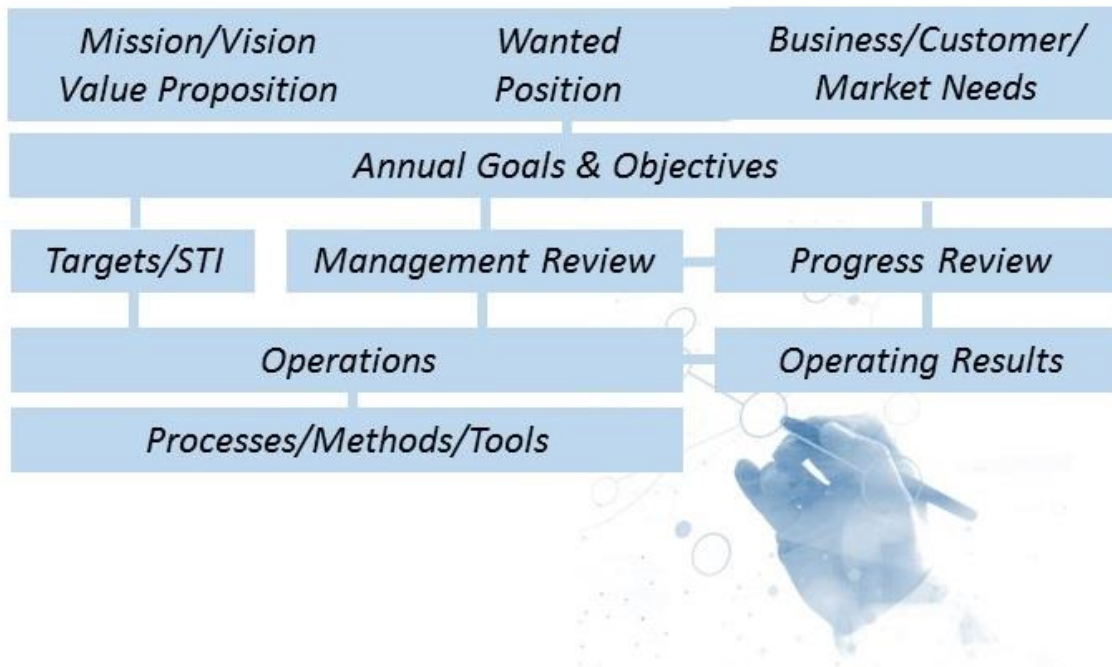 Mission/Vision
Value Proposition
Wanted
Position
Business/Customer/
Market Needs
Annual Goals & Objectives
Targets/STI
Management Review
Progress Review
Operations
Operating Results
Processes/Methods/Tools